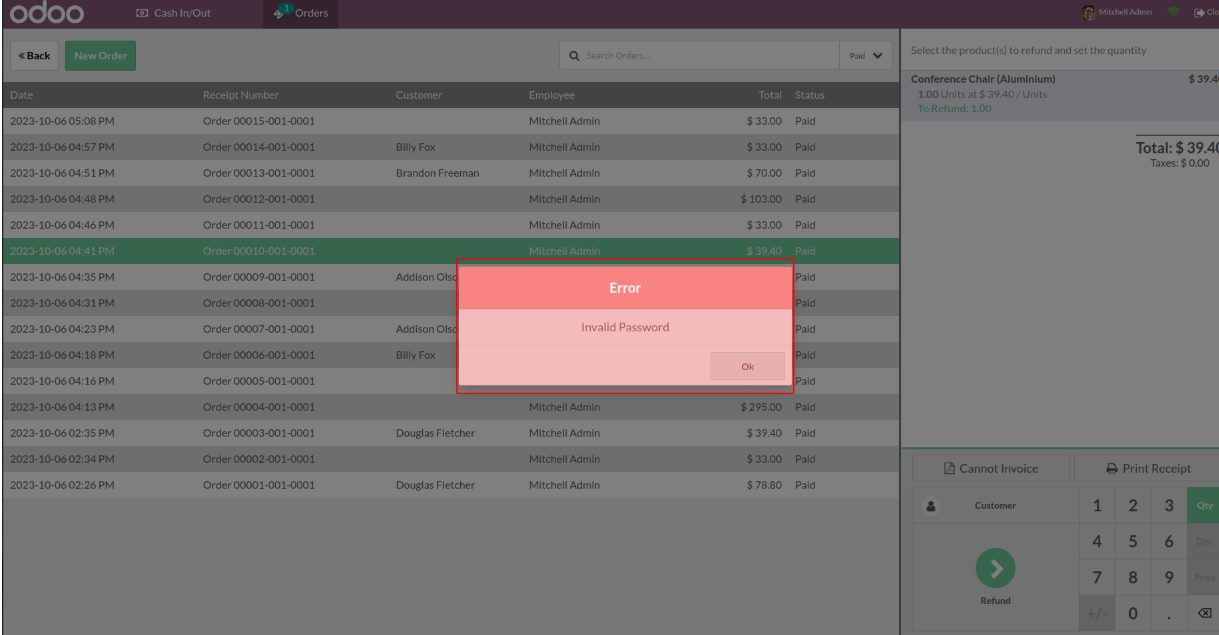 odoo Cash In/Out 1 Orders Mitchell Admin
Back New Order Search Orders... Paid
Date Receipt Number Customer Employee Total Status
2023-10-06 05:08 PM Order 00015-001-0001 Mitchell Admin $ 33.00 Paid
2023-10-06 04:57 PM Order 00014-001-0001 Billy Fox Mitchell Admin $ 33.00 Paid
2023-10-06 04:51 PM Order 00013-001-0001 Brandon Freeman Mitchell Admin $ 70.00 Paid
2023-10-06 04:48 PM Order 00012-001-0001 Mitchell Admin $ 103.00 Paid
2023-10-06 04:46 PM Order 00011-001-0001 Mitchell Admin $ 33.00 Paid
2023-10-06 04:41 PM Order 00010-001-0001 Mitchell Admin $ 39.40 Paid
2023-10-06 04:35 PM Order 00009-001-0001 Addison Paid
2023-10-06 04:31 PM Order 00008-001-0001 Paid
2023-10-06 04:23 PM Order 00007-001-0001 Addison Paid
2023-10-06 04:18 PM Order 00006-001-0001 Billy Fox Paid
2023-10-06 04:16 PM Order 00005-001-0001 Paid
2023-10-06 04:13 PM Order 00004-001-0001 Mitchell Admin $ 295.00 Paid
2023-10-06 02:35 PM Order 00003-001-0001 Douglas Fletcher Mitchell Admin $ 39.40 Paid
2023-10-06 02:34 PM Order 00002-001-0001 Mitchell Admin $ 33.00 Paid
2023-10-06 02:26 PM Order 00001-001-0001 Douglas Fletcher Mitchell Admin $ 78.80 Paid
Error
Invalid Password
Ok
Select the product(s) to refund and set the quantity
Conference Chair (Aluminium) $ 39.40
1.00 Units at $ 39.40 / Units
To Refund: 1.00
Total: $ 39.40
Taxes: $ 0.00
Cannot Invoice Print Receipt
Customer 1 2 3 Qty
4 5 6 Disc
7 8 9 Price
Refund
+/- 0 .